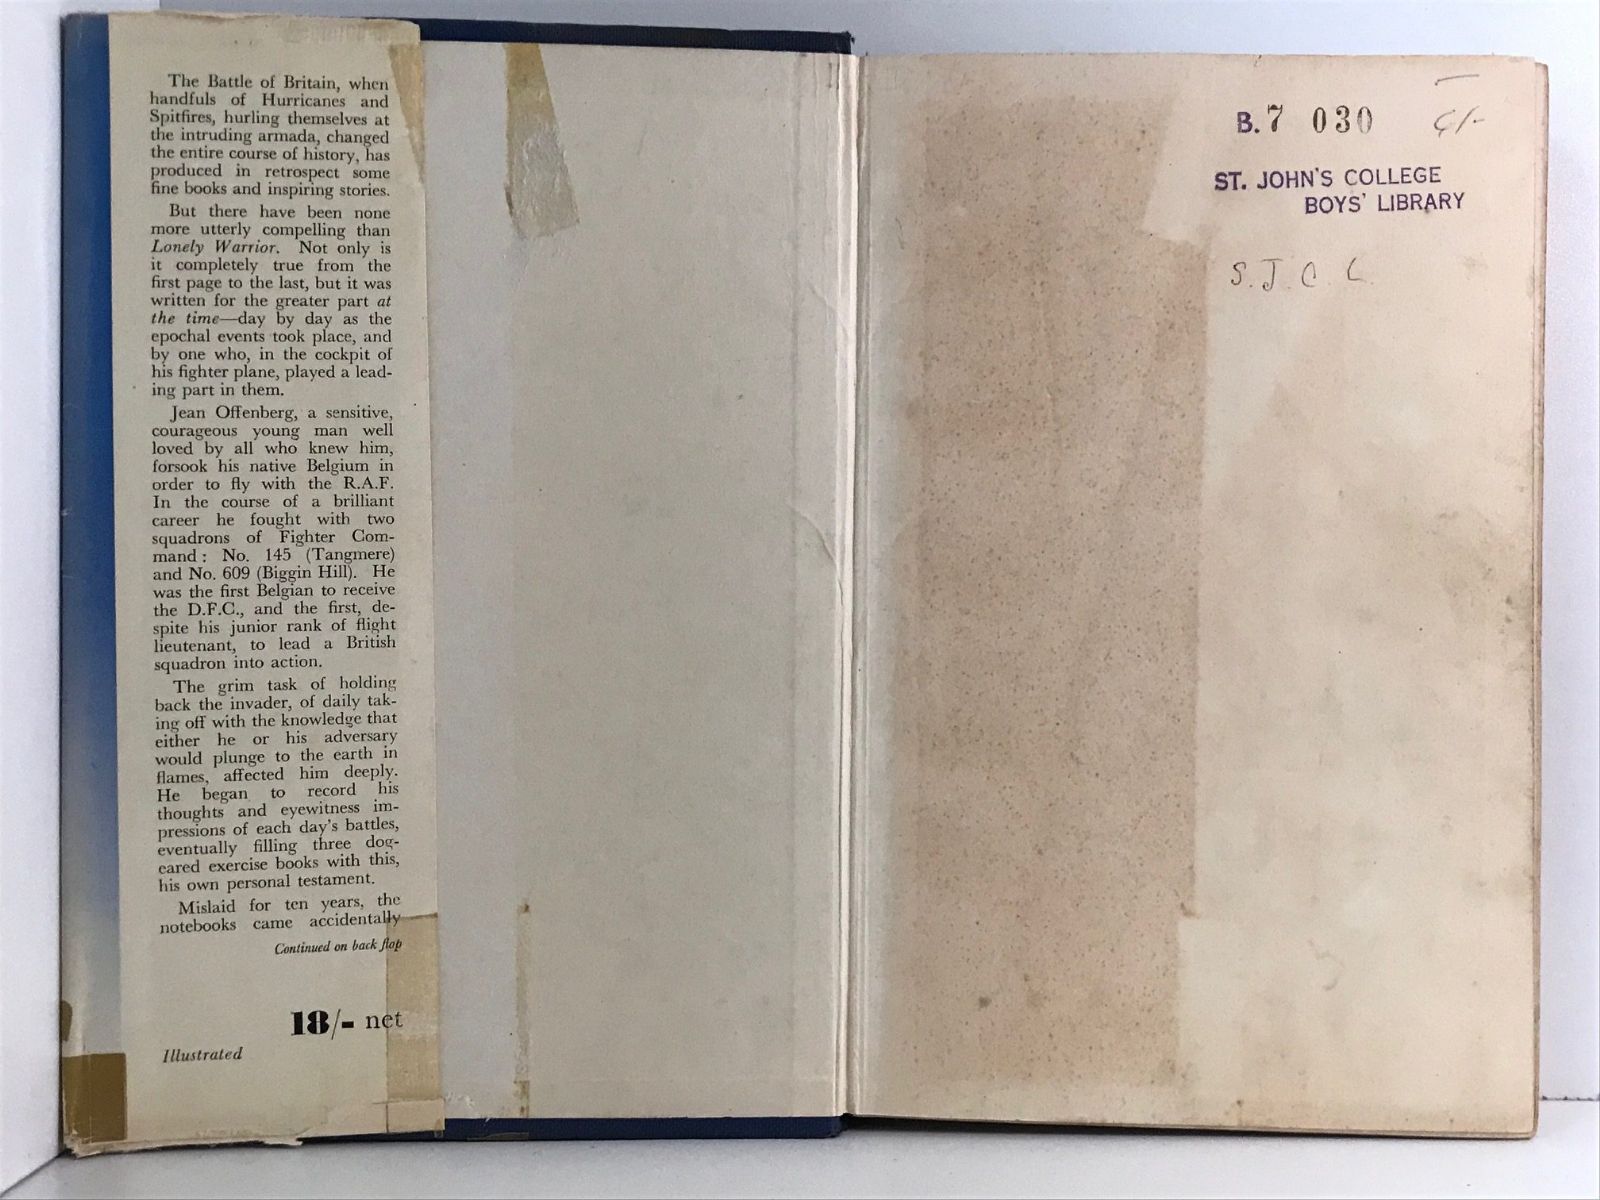 The Battle of Britain, when
handfuls of Hurricanes and
Spitfires, hurling themselves at
the intruding armada, changed
the entire course of history, has
produced in retrospect some
fine books and inspiring stories.
But there have been none
more utterly compelling than
Lonely Warrior. Not only is
it completely true from the
first page to the last, but it was
written for the greater part at
the time—day by day as the
epochal events took place, and
by one who, in the cockpit of
his fighter plane, played a lead-
ing part in them.
Jean Offenberg, a sensitive,
courageous young man well
loved by all who knew him,
forsook his native Belgium in
order to fly with the R.A.F.
In the course of a brilliant
career he fought with two
squadrons of Fighter Com-
mand: No. 145 (Tangmere)
and No. 609 (Biggin Hill). He
was the first Belgian to receive
the D.F.C., and the first, de-
spite his junior rank of flight
lieutenant, to lead a British
squadron into action.
The grim task of holding
back the invader, of daily tak-
ing off with the knowledge that
either he or his adversary
would plunge to the earth in
flames, affected him deeply.
He began to record his
thoughts and eyewitness im-
pressions of each day's battles,
eventually filling three dog-
eared exercise books with this,
his own personal testament.
Mislaid for ten years, the
notebooks came accidentally
Continued on back flap
18/- net
Illustrated
B.7 030
ST. JOHN'S COLLEGE
BOYS' LIBRARY
S.J.C.L.